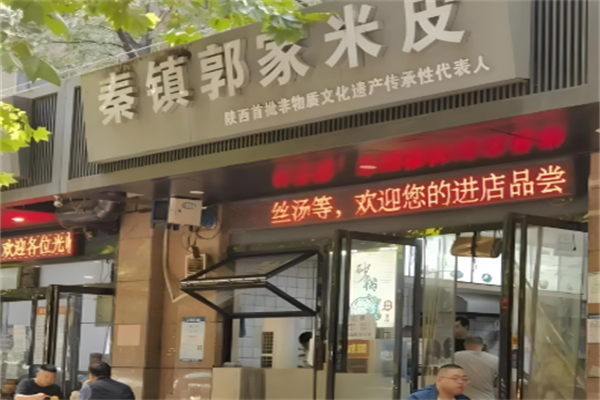 秦镇郭家米皮
陕西首批非物质文化遗产传承性代表人
丝汤等，欢迎您的进店品尝
欢迎各位光